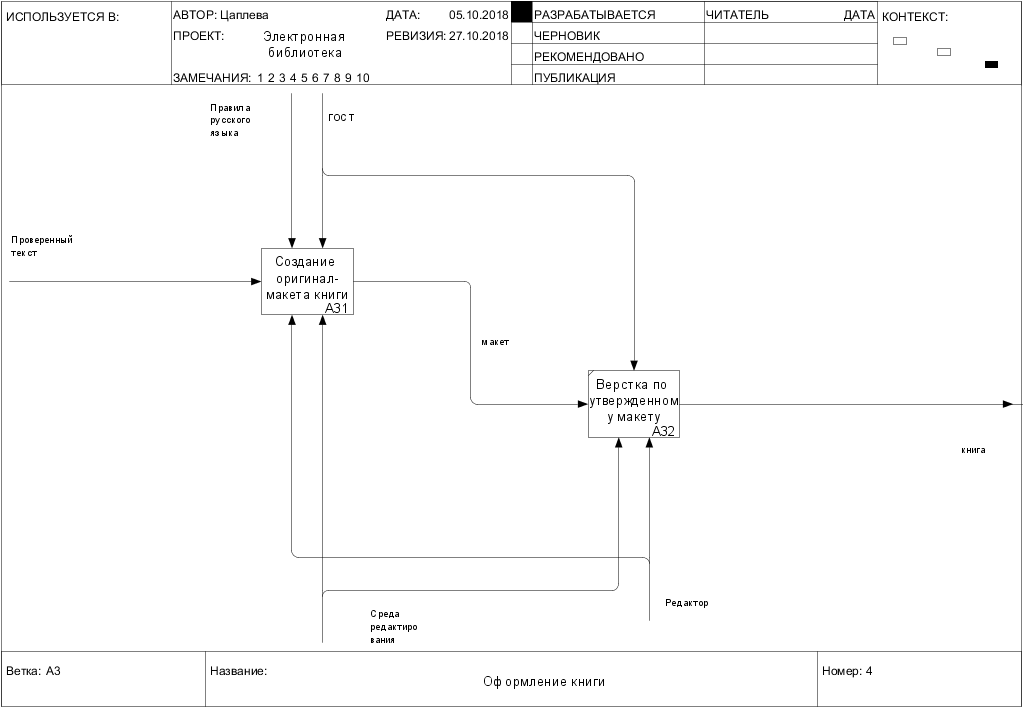 ИСПОЛЬЗУЕТСЯ В:
АВТОР: Цаплева
ДАТА: 05.10.2018
РАЗРАБАТЫВАЕТСЯ
ЧИТАТЕЛЬ
ДАТА
КОНТЕКСТ:
ПРОЕКТ:
Электронная
библиотека
РЕВИЗИЯ: 27.10.2018
ЧЕРНОВИК
РЕКОМЕНДОВАНО
ЗАМЕЧАНИЯ: 1 2 3 4 5 6 7 8 9 10
ПУБЛИКАЦИЯ
Правила
русского
языка
гост
Проверенный
текст
Создание
оригинал-
макета книги
A31
макет
Верстка по
утвержденном
у макету
A32
книга
Среда
редактиро
вания
Редактор
Ветка: A3
Название:
Оформление книги
Номер: 4